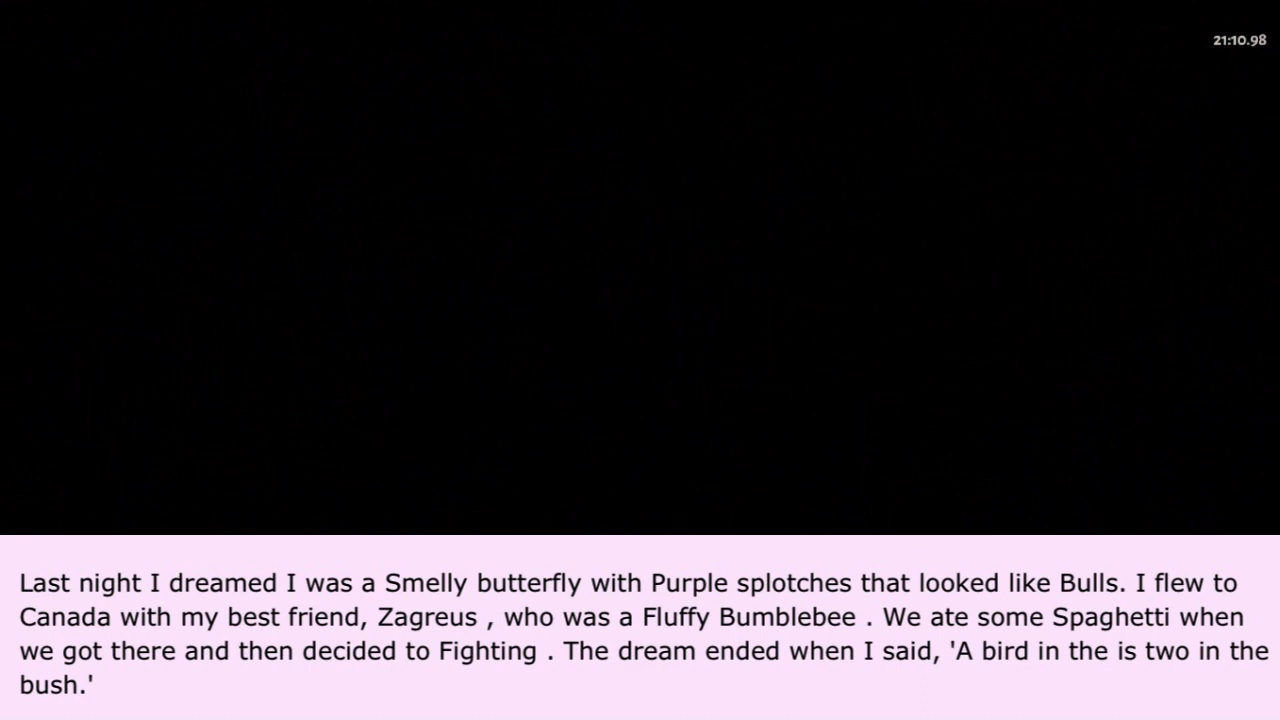 21:10.98
Last night I dreamed I was a Smelly butterfly with Purple splotches that looked like Bulls. I flew to
Canada with my best friend, Zagreus , who was a Fluffy Bumblebee . We ate some Spaghetti when
we got there and then decided to Fighting . The dream ended when I said, 'A bird in the is two in the
bush.'